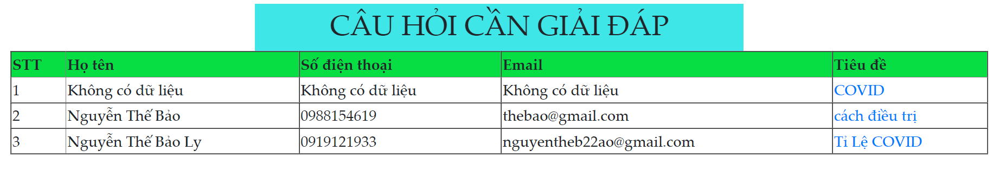 CÂU HỎI CẦN GIẢI ĐÁP
STT Họ tên Số điện thoại Email Tiêu đề
1 Không có dữ liệu Không có dữ liệu Không có dữ liệu COVID
2 Nguyễn Thế Bảo 0988154619 thebao@gmail.com cách điều trị
3 Nguyễn Thế Bảo Ly 0919121933 nguyentheb22ao@gmail.com Tỉ Lệ COVID